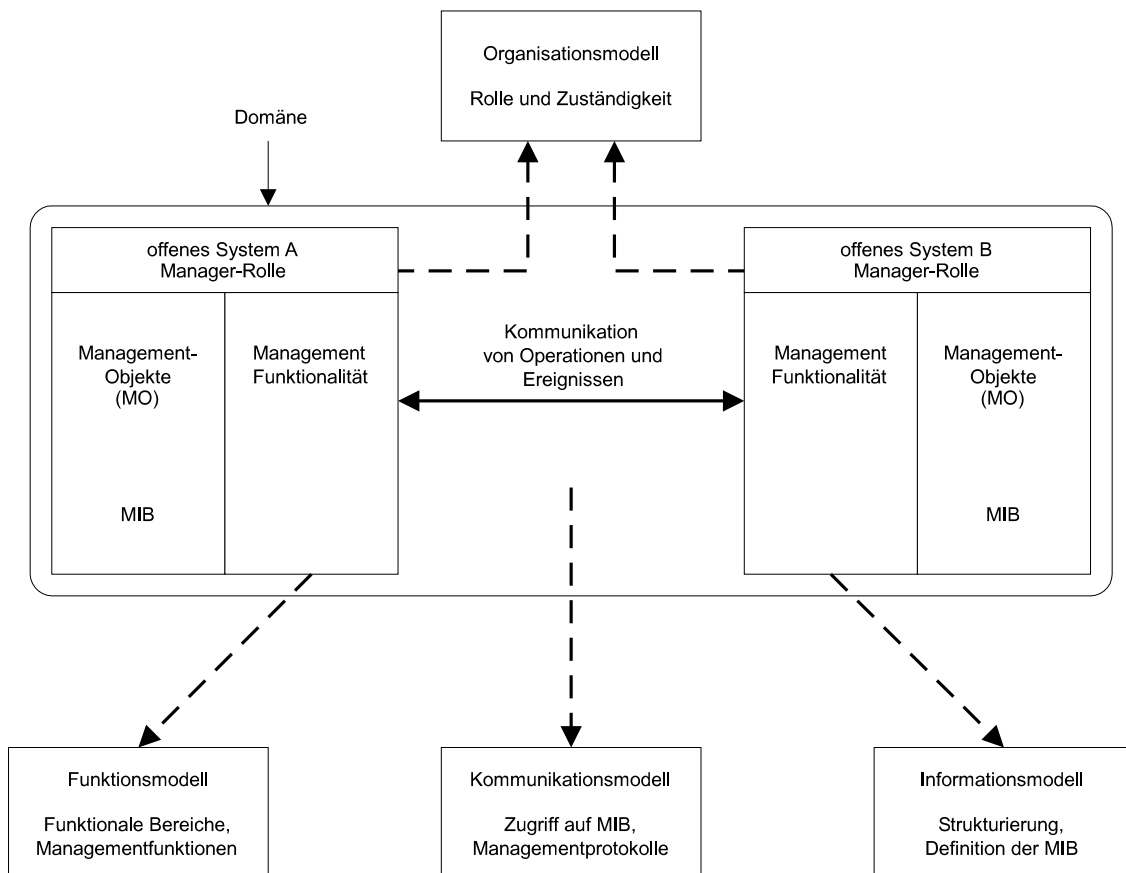 Organisationsmodell
Rolle und Zuständigkeit
Domäne
offenes System A
Manager-Rolle
Management-
Objekte
(MO)
MIB
Management
Funktionalität
Kommunikation
von Operationen und
Ereignissen
offenes System B
Manager-Rolle
Management
Funktionalität
Management-
Objekte
(MO)
MIB
Funktionsmodell
Funktionale Bereiche,
Managementfunktionen
Kommunikationsmodell
Zugriff auf MIB,
Managementprotokolle
Informationsmodell
Strukturierung,
Definition der MIB